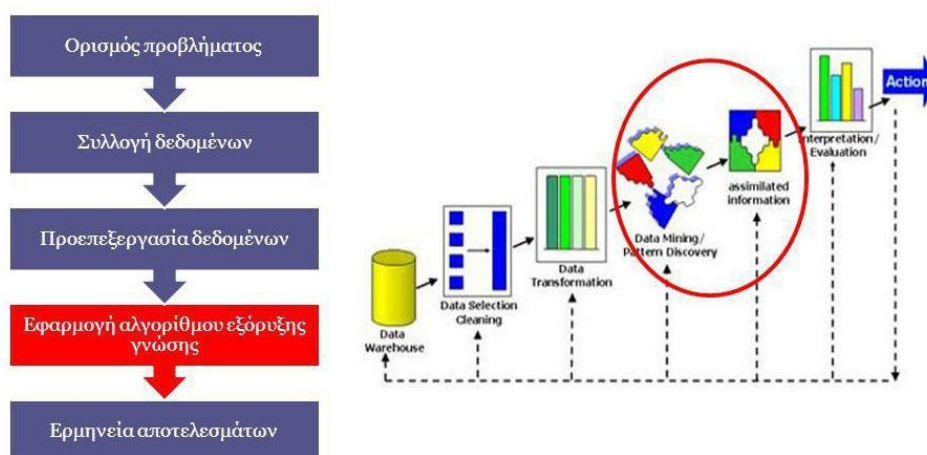 Ορισμός προβλήματος
Συλλογή δεδομένων
Προεπεξεργασία δεδομένων
Εφαρμογή αλγορίθμου εξόρυξης
γνώσης
Ερμηνεία αποτελεσμάτων
Data
Warehouse
Data Selection
Cleaning
Data
Transformation
Data Mining/
Pattern Discovery
assimilated
information
Interpretation/
Evaluation
Action